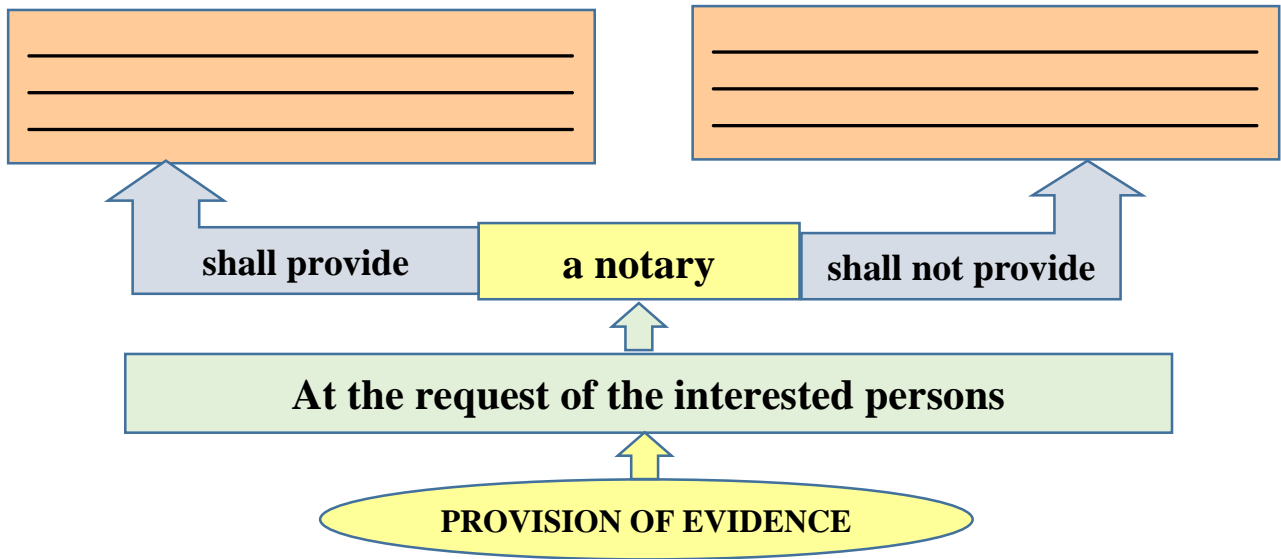 shall provide
a notary
shall not provide
At the request of the interested persons
PROVISION OF EVIDENCE